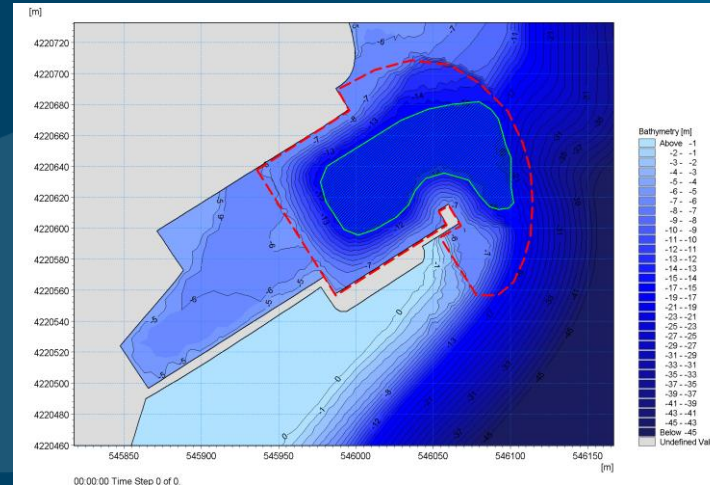 [m]
4220720
4220700
4220680
4220660
4220640
4220620
4220600
4220580
4220560
4220540
4220520
4220500
4220480
4220460
545850 545900 545950 546000 546050 546100 546150
[m]
00:00:00 Time Step 0 of 0.
Bathymetry [m]
Above -1
-2 - -1
-3 - -2
-4 - -3
-5 - -4
-6 - -5
-7 - -6
-8 - -7
-9 - -8
-10 - -9
-11 - -10
-12 - -11
-13 - -12
-14 - -13
-15 - -14
-17 - -15
-19 - -17
-21 - -19
-23 - -21
-25 - -23
-27 - -25
-29 - -27
-31 - -29
-33 - -31
-35 - -33
-37 - -35
-39 - -37
-41 - -39
-43 - -41
-45 - -43
Below -45
Undefined Val